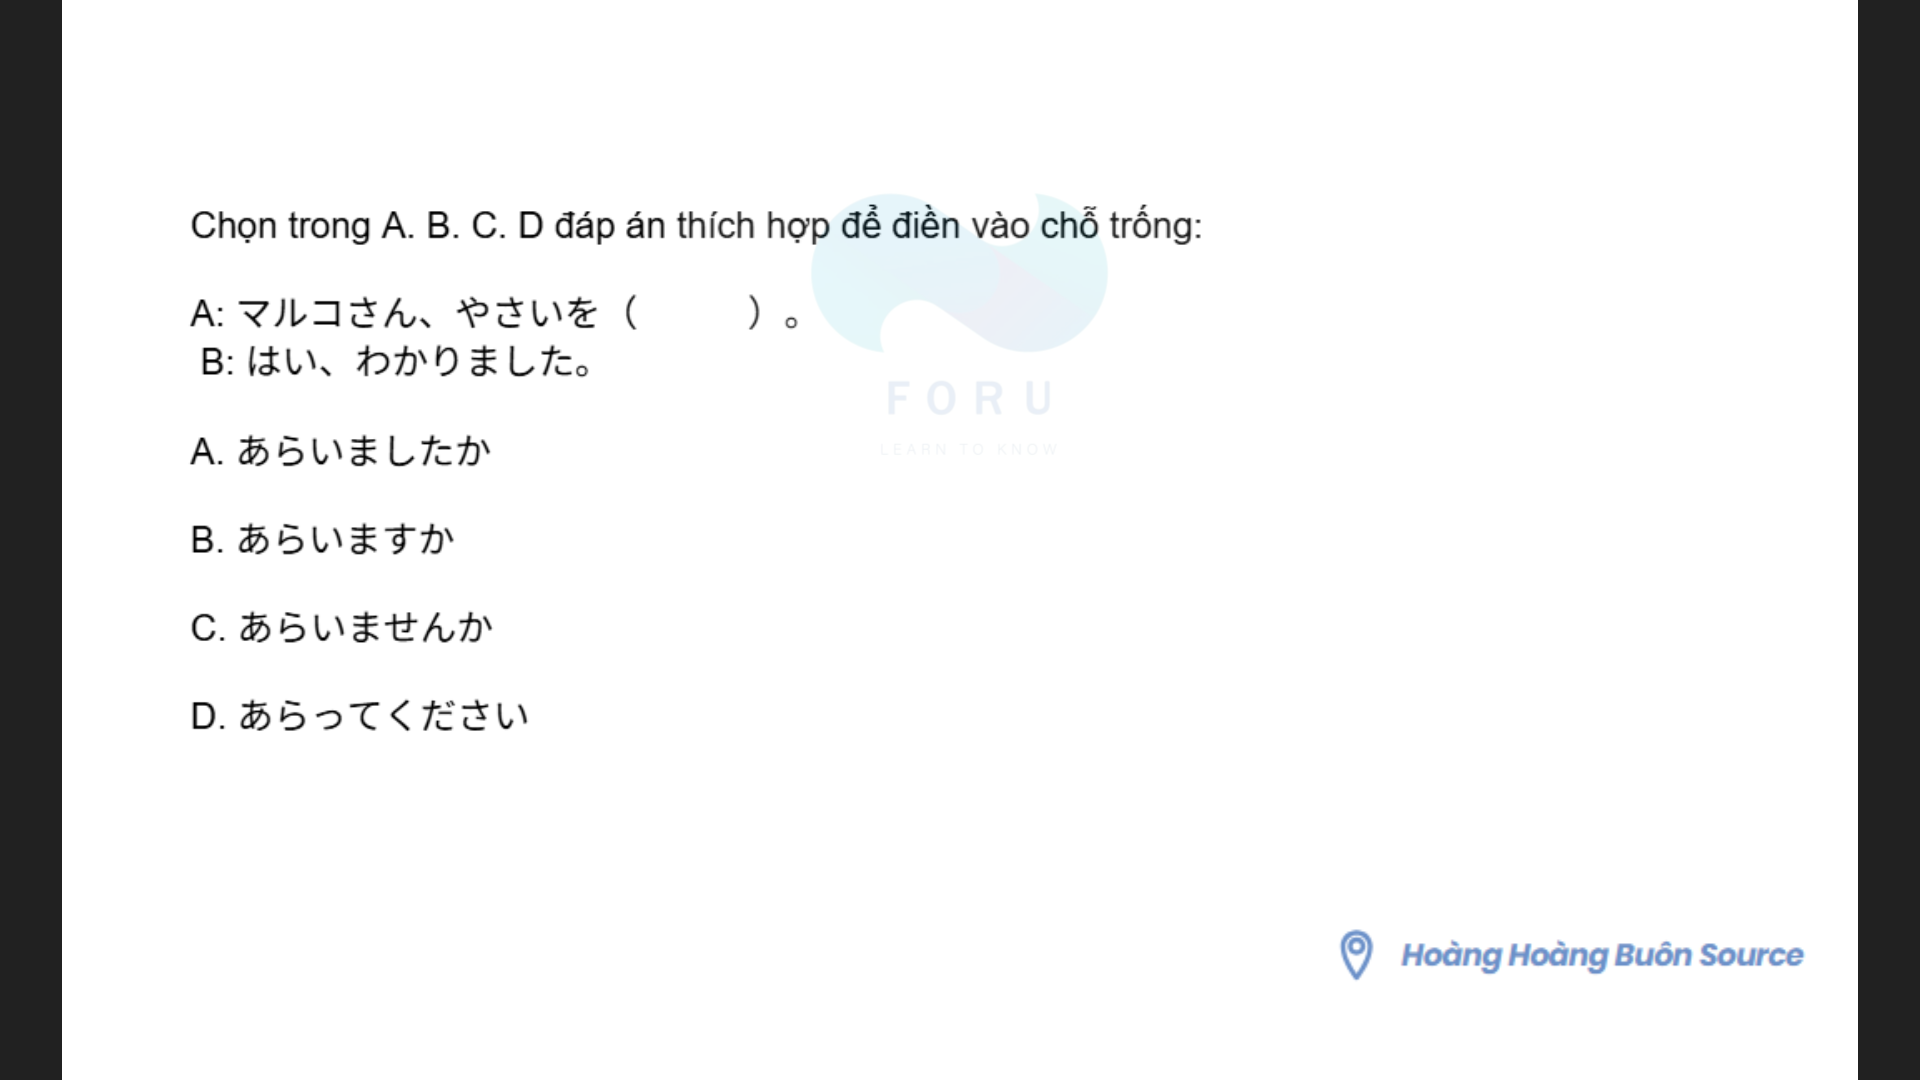 Chọn trong A. B. C. D đáp án thích hợp để điền vào chỗ trống:
A: マルコさん、やさいを（　　　）。
B: はい、わかりました。
A. あらいましたか
B. あらいますか
C. あらいませんか
D. あらってください
FORU
LEARN TO KNOW
Hoàng Hoàng Buôn Source